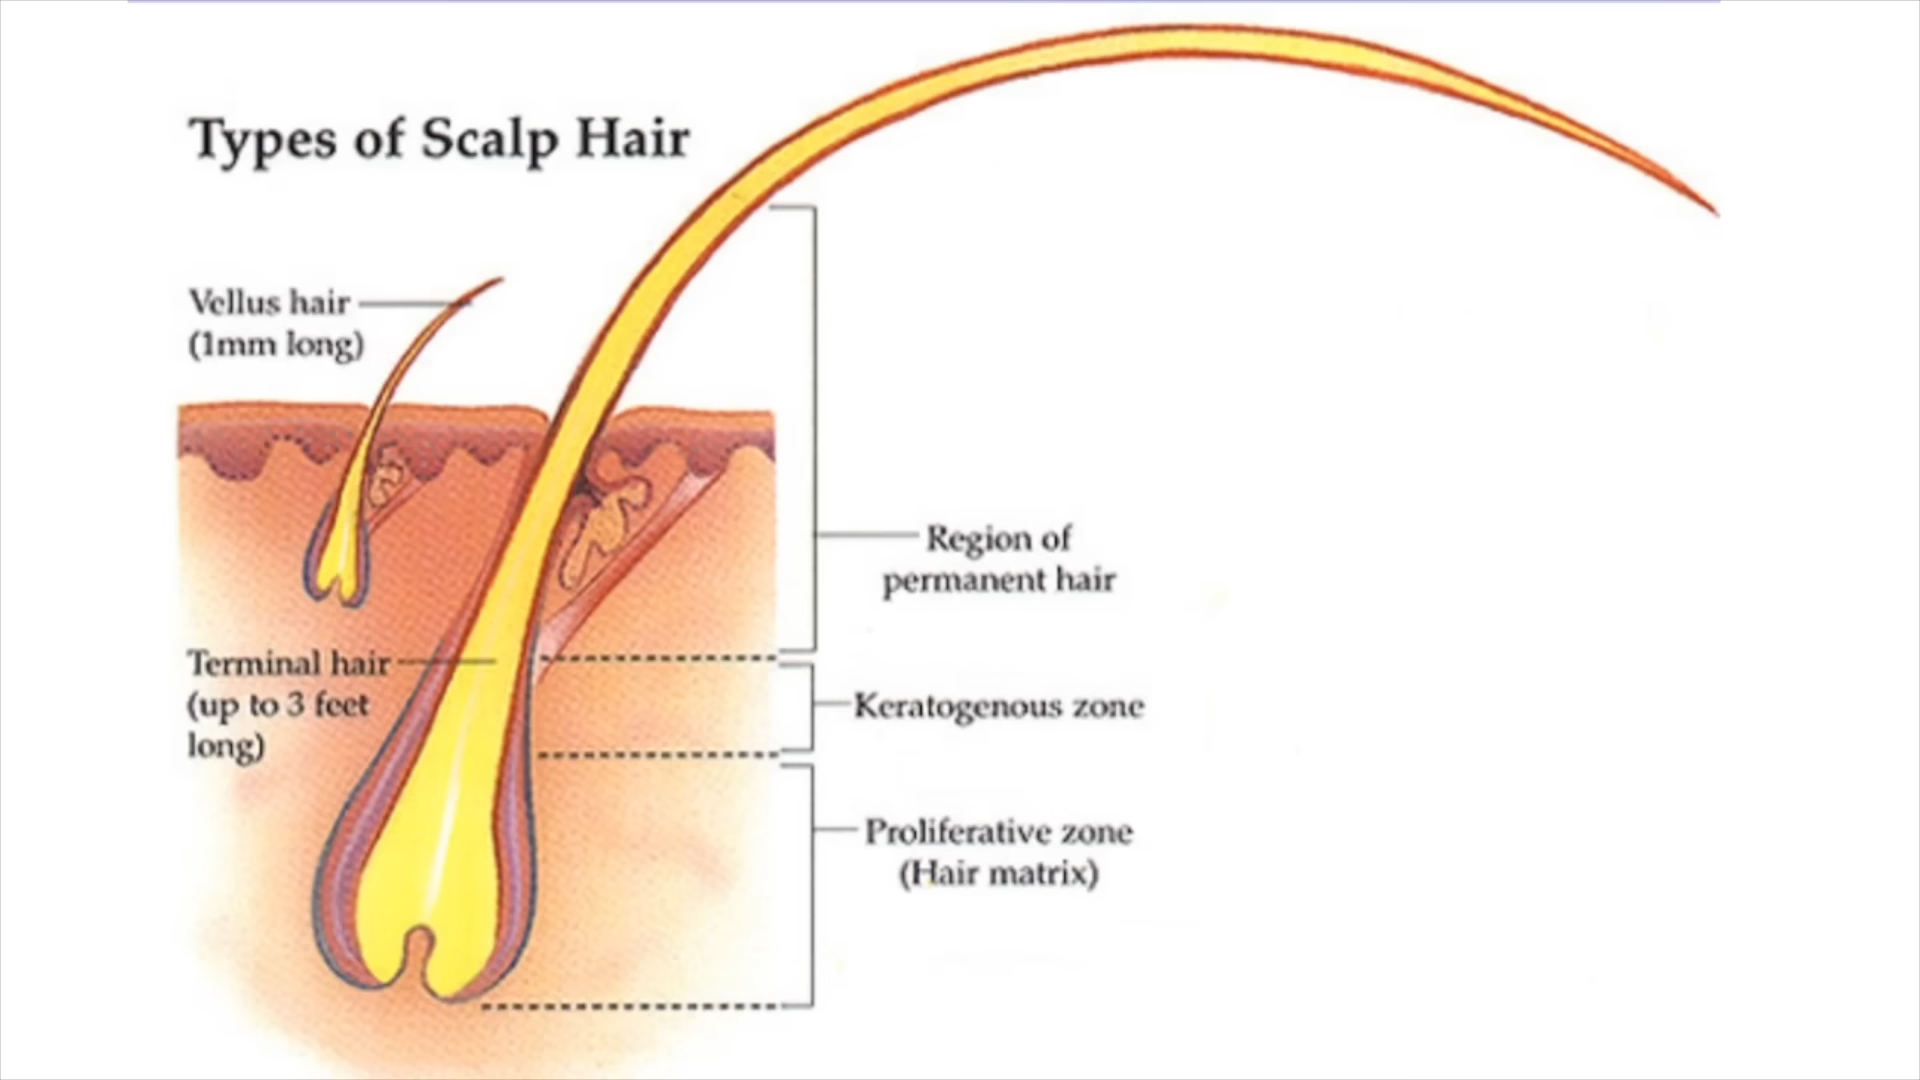 Types of Scalp Hair
Vellus hair
(1mm long)
Region of
permanent hair
Terminal hair
(up to 3 feet
long)
Keratogenous zone
Proliferative zone
(Hair matrix)